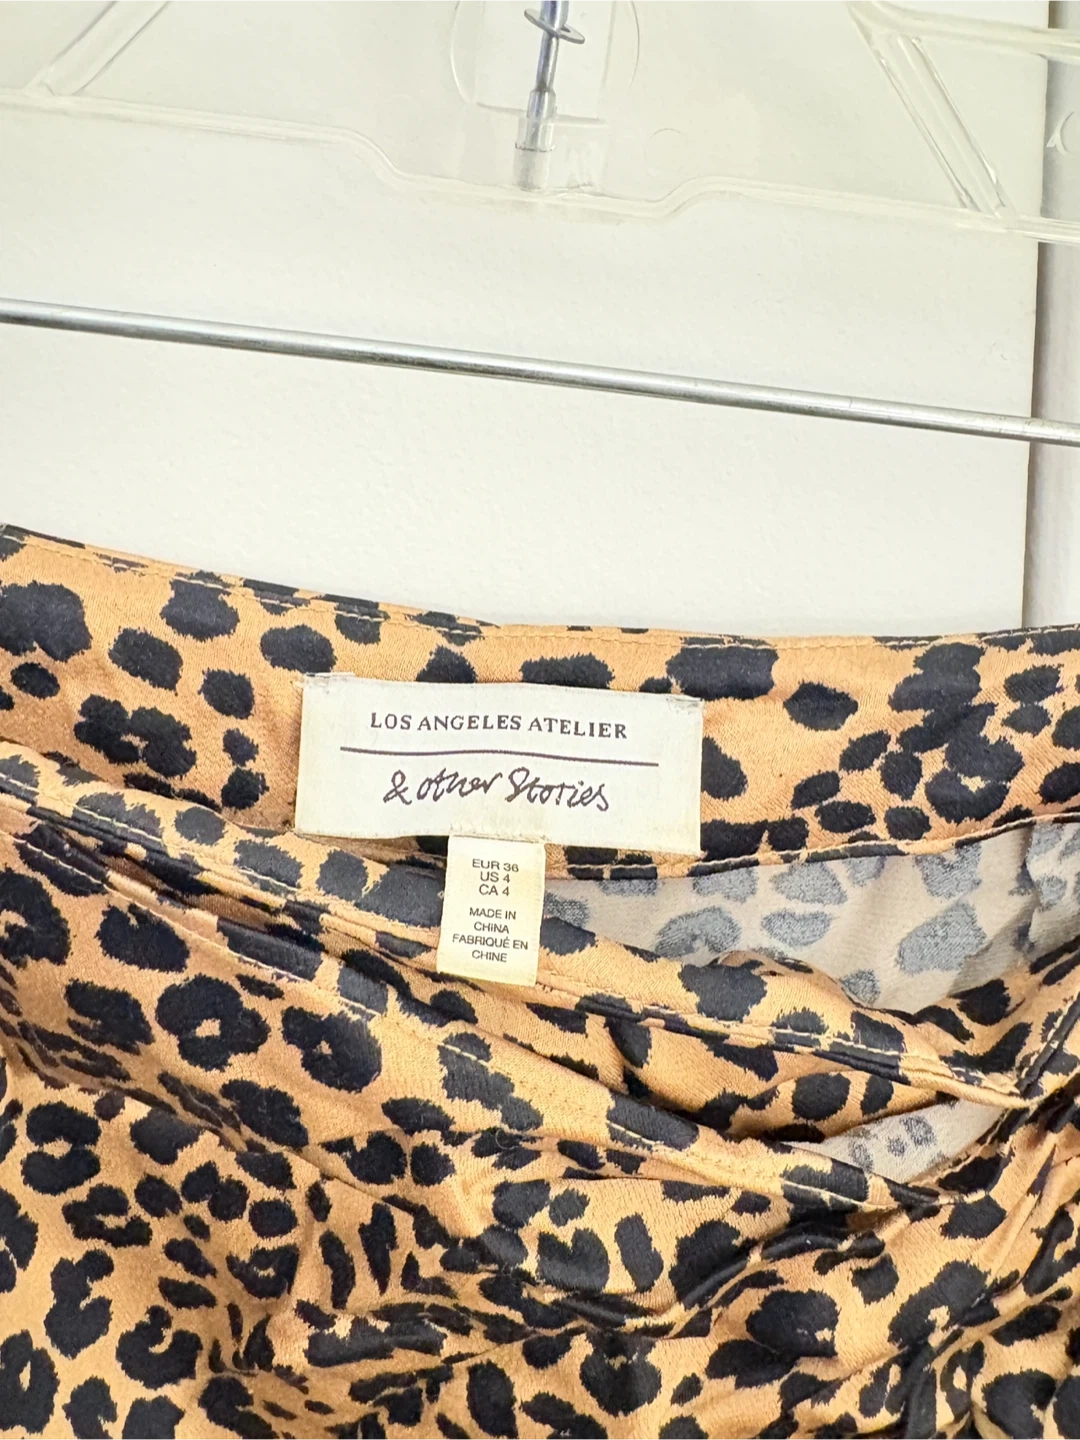 LOS ANGELES ATELIER
& other Stories
EUR 36
US 4
CA 4
MADE IN
CHINA
FABRIQUÉ EN
CHINE